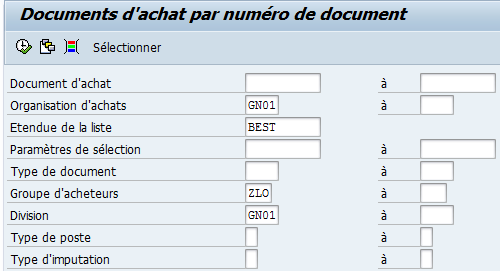 Documents d'achat par numéro de document
Sélectionner
Document d'achat à
Organisation d'achats GN01 à
Etendue de la liste BEST
Paramètres de sélection à
Type de document à
Groupe d'acheteurs ZLO à
Division GN01 à
Type de poste à
Type d'imputation à